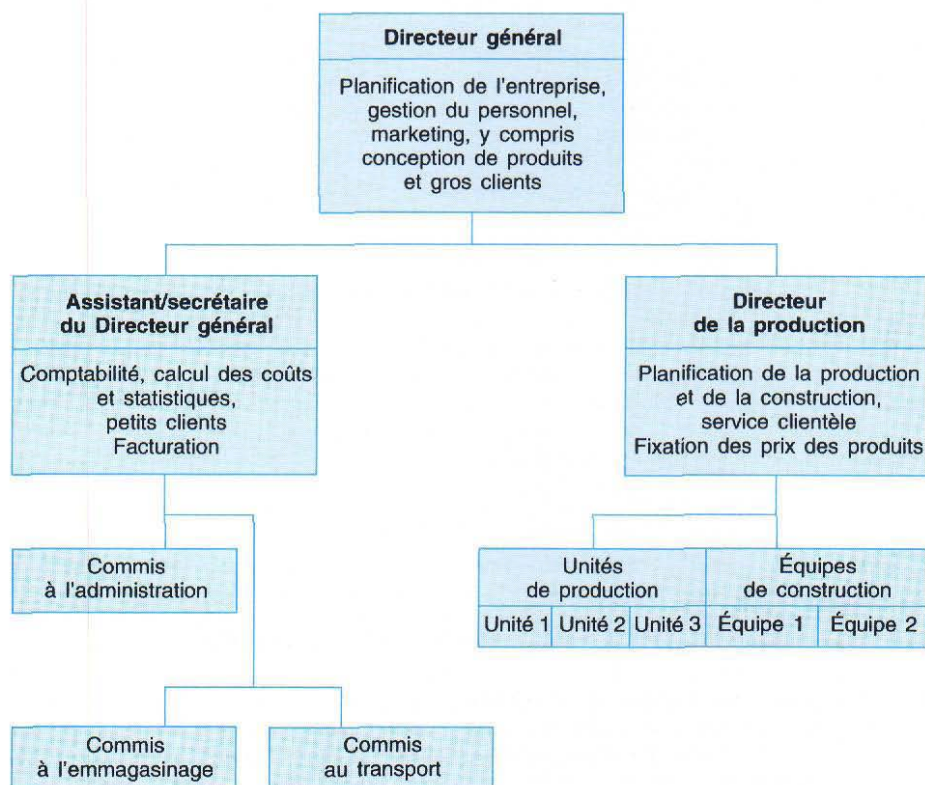 Directeur général
Planification de l'entreprise,
gestion du personnel,
marketing, y compris
conception de produits
et gros clients
Assistant/secrétaire
du Directeur général
Comptabilité, calcul des coûts
et statistiques,
petits clients
Facturation
Directeur
de la production
Planification de la production
et de la construction,
service clientèle
Fixation des prix des produits
Commis
à l'administration
Unités
de production
Unité 1 Unité 2 Unité 3
Équipes
de construction
Équipe 1 Équipe 2
Commis
à l'emmagasinage
Commis
au transport